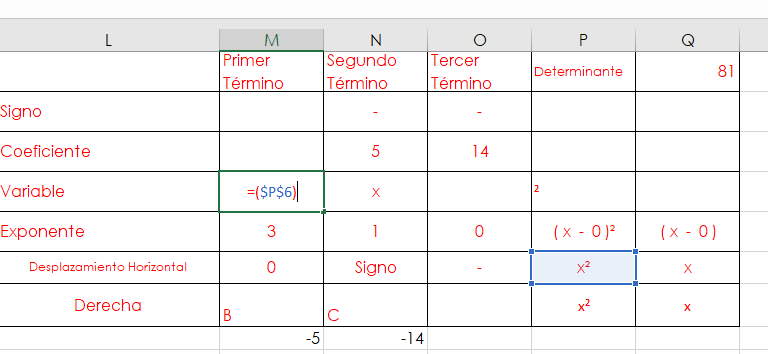 L M N O P Q
Primer Segundo Tercer
Término Término Término Determinante 81
Signo - -
Coeficiente 5 14
Variable =($P$6) x ²
Exponente 3 1 0 ( x - 0 )² ( x - 0 )
Desplazamiento Horizontal 0 Signo - x² x
Derecha B C x² x
-5 -14